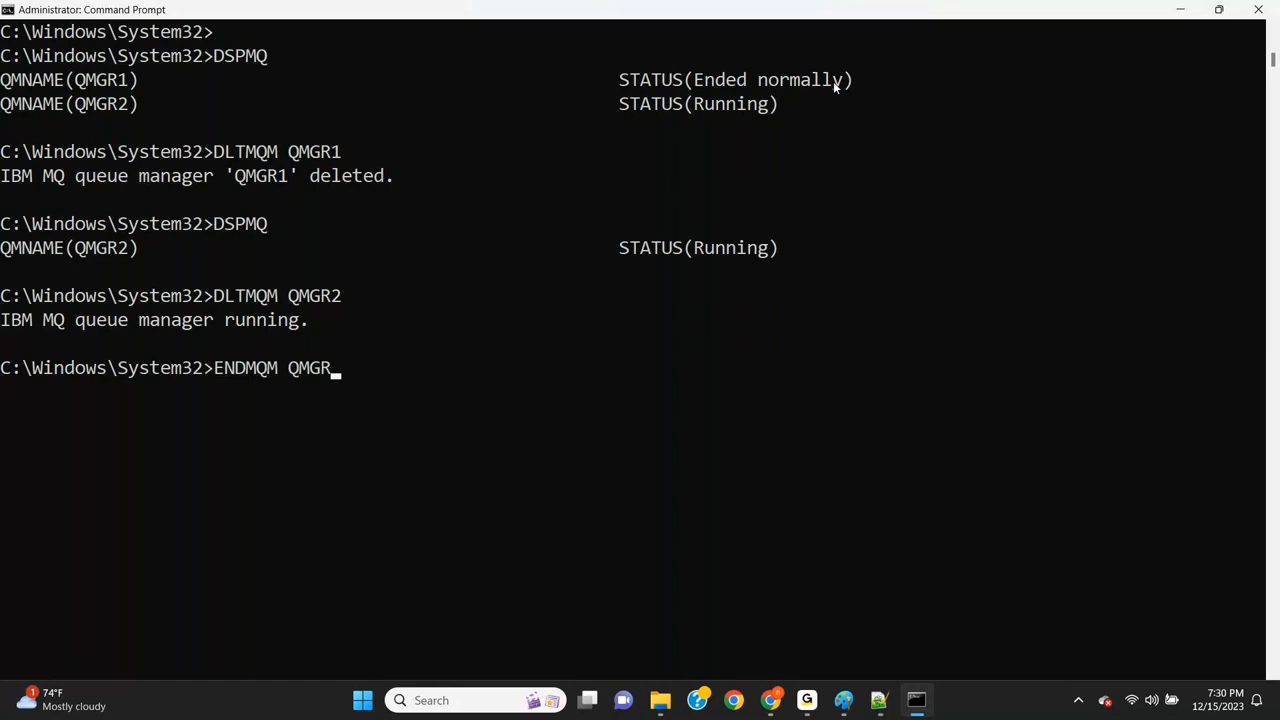 Administrator: Command Prompt
C:\Windows\System32>
C:\Windows\System32>DSPMQ
QMNAME(QMGR1) STATUS(Ended normally)
QMNAME(QMGR2) STATUS(Running)
C:\Windows\System32>DLTMQM QMGR1
IBM MQ queue manager 'QMGR1' deleted.
C:\Windows\System32>DSPMQ
QMNAME(QMGR2) STATUS(Running)
C:\Windows\System32>DLTMQM QMGR2
IBM MQ queue manager running.
C:\Windows\System32>ENDMQM QMGR
1
74°F
Mostly cloudy
Search
G
7:30 PM
12/15/2023